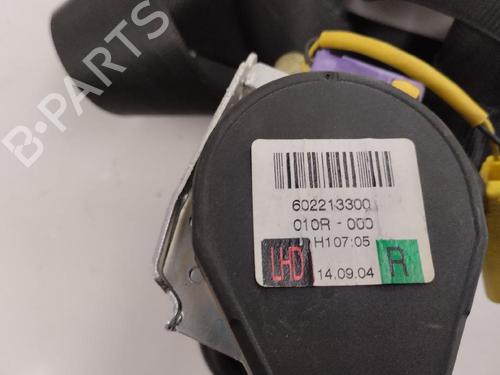 B-PARTS
602213300
010R - 000
H107:05
LHD
14.09.04
R